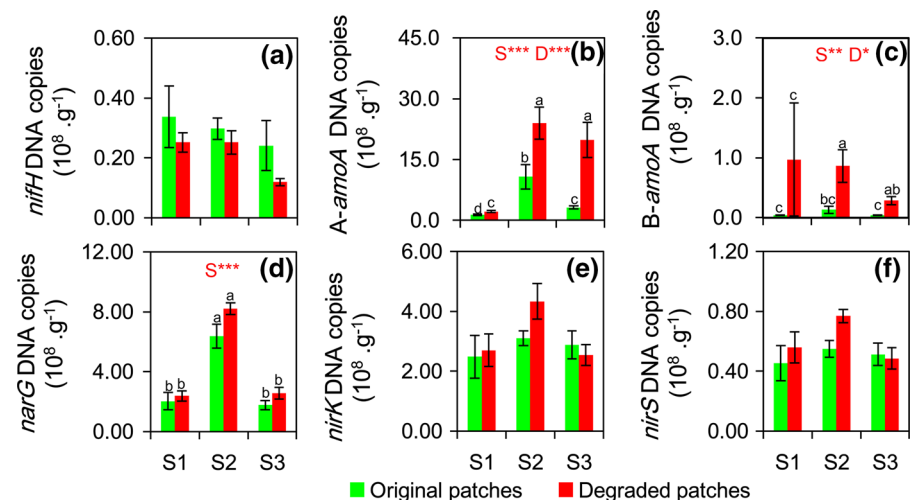 (a)
nifH DNA copies
(10⁸ .g⁻¹)
0.60
0.40
0.20
0.00
(b)
S*** D***
A-amoA DNA copies
(10⁸ .g⁻¹)
45.0
30.0
15.0
0.0
d c
b a
c a
(c)
S** D*
B-amoA DNA copies
(10⁸ .g⁻¹)
3.0
2.0
1.0
0.0
c c
bc a
c ab
(d)
S***
narG DNA copies
(10⁸ .g⁻¹)
12.00
8.00
4.00
0.00
b b
a a
b b
S1 S2 S3
(e)
nirK DNA copies
(10⁸ .g⁻¹)
6.00
4.00
2.00
0.00
S1 S2 S3
(f)
nirS DNA copies
(10⁸ .g⁻¹)
1.20
0.80
0.40
0.00
S1 S2 S3
Original patches
Degraded patches